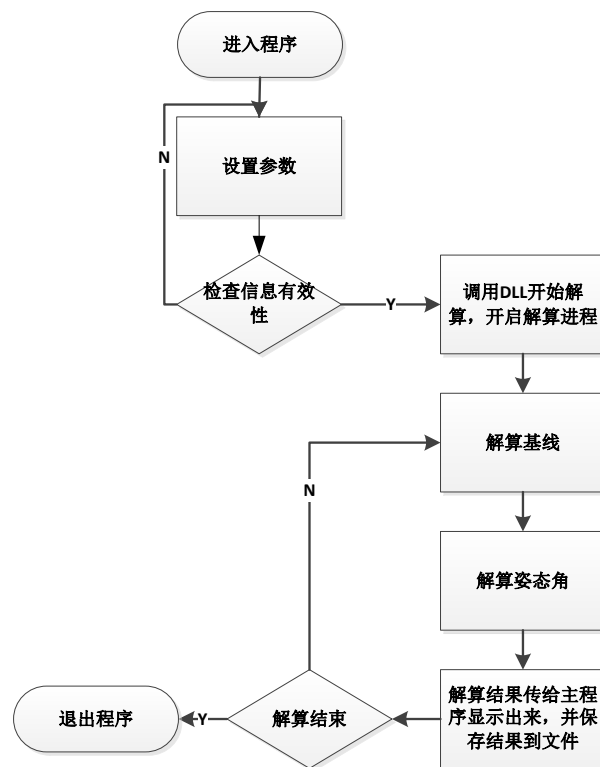 进入程序
N
设置参数
检查信息有效
性
Y
调用DLL开始解
算，开启解算进程
解算基线
N
解算姿态角
解算结果传给主程
序显示出来，并保
存结果到文件
解算结束
Y
退出程序